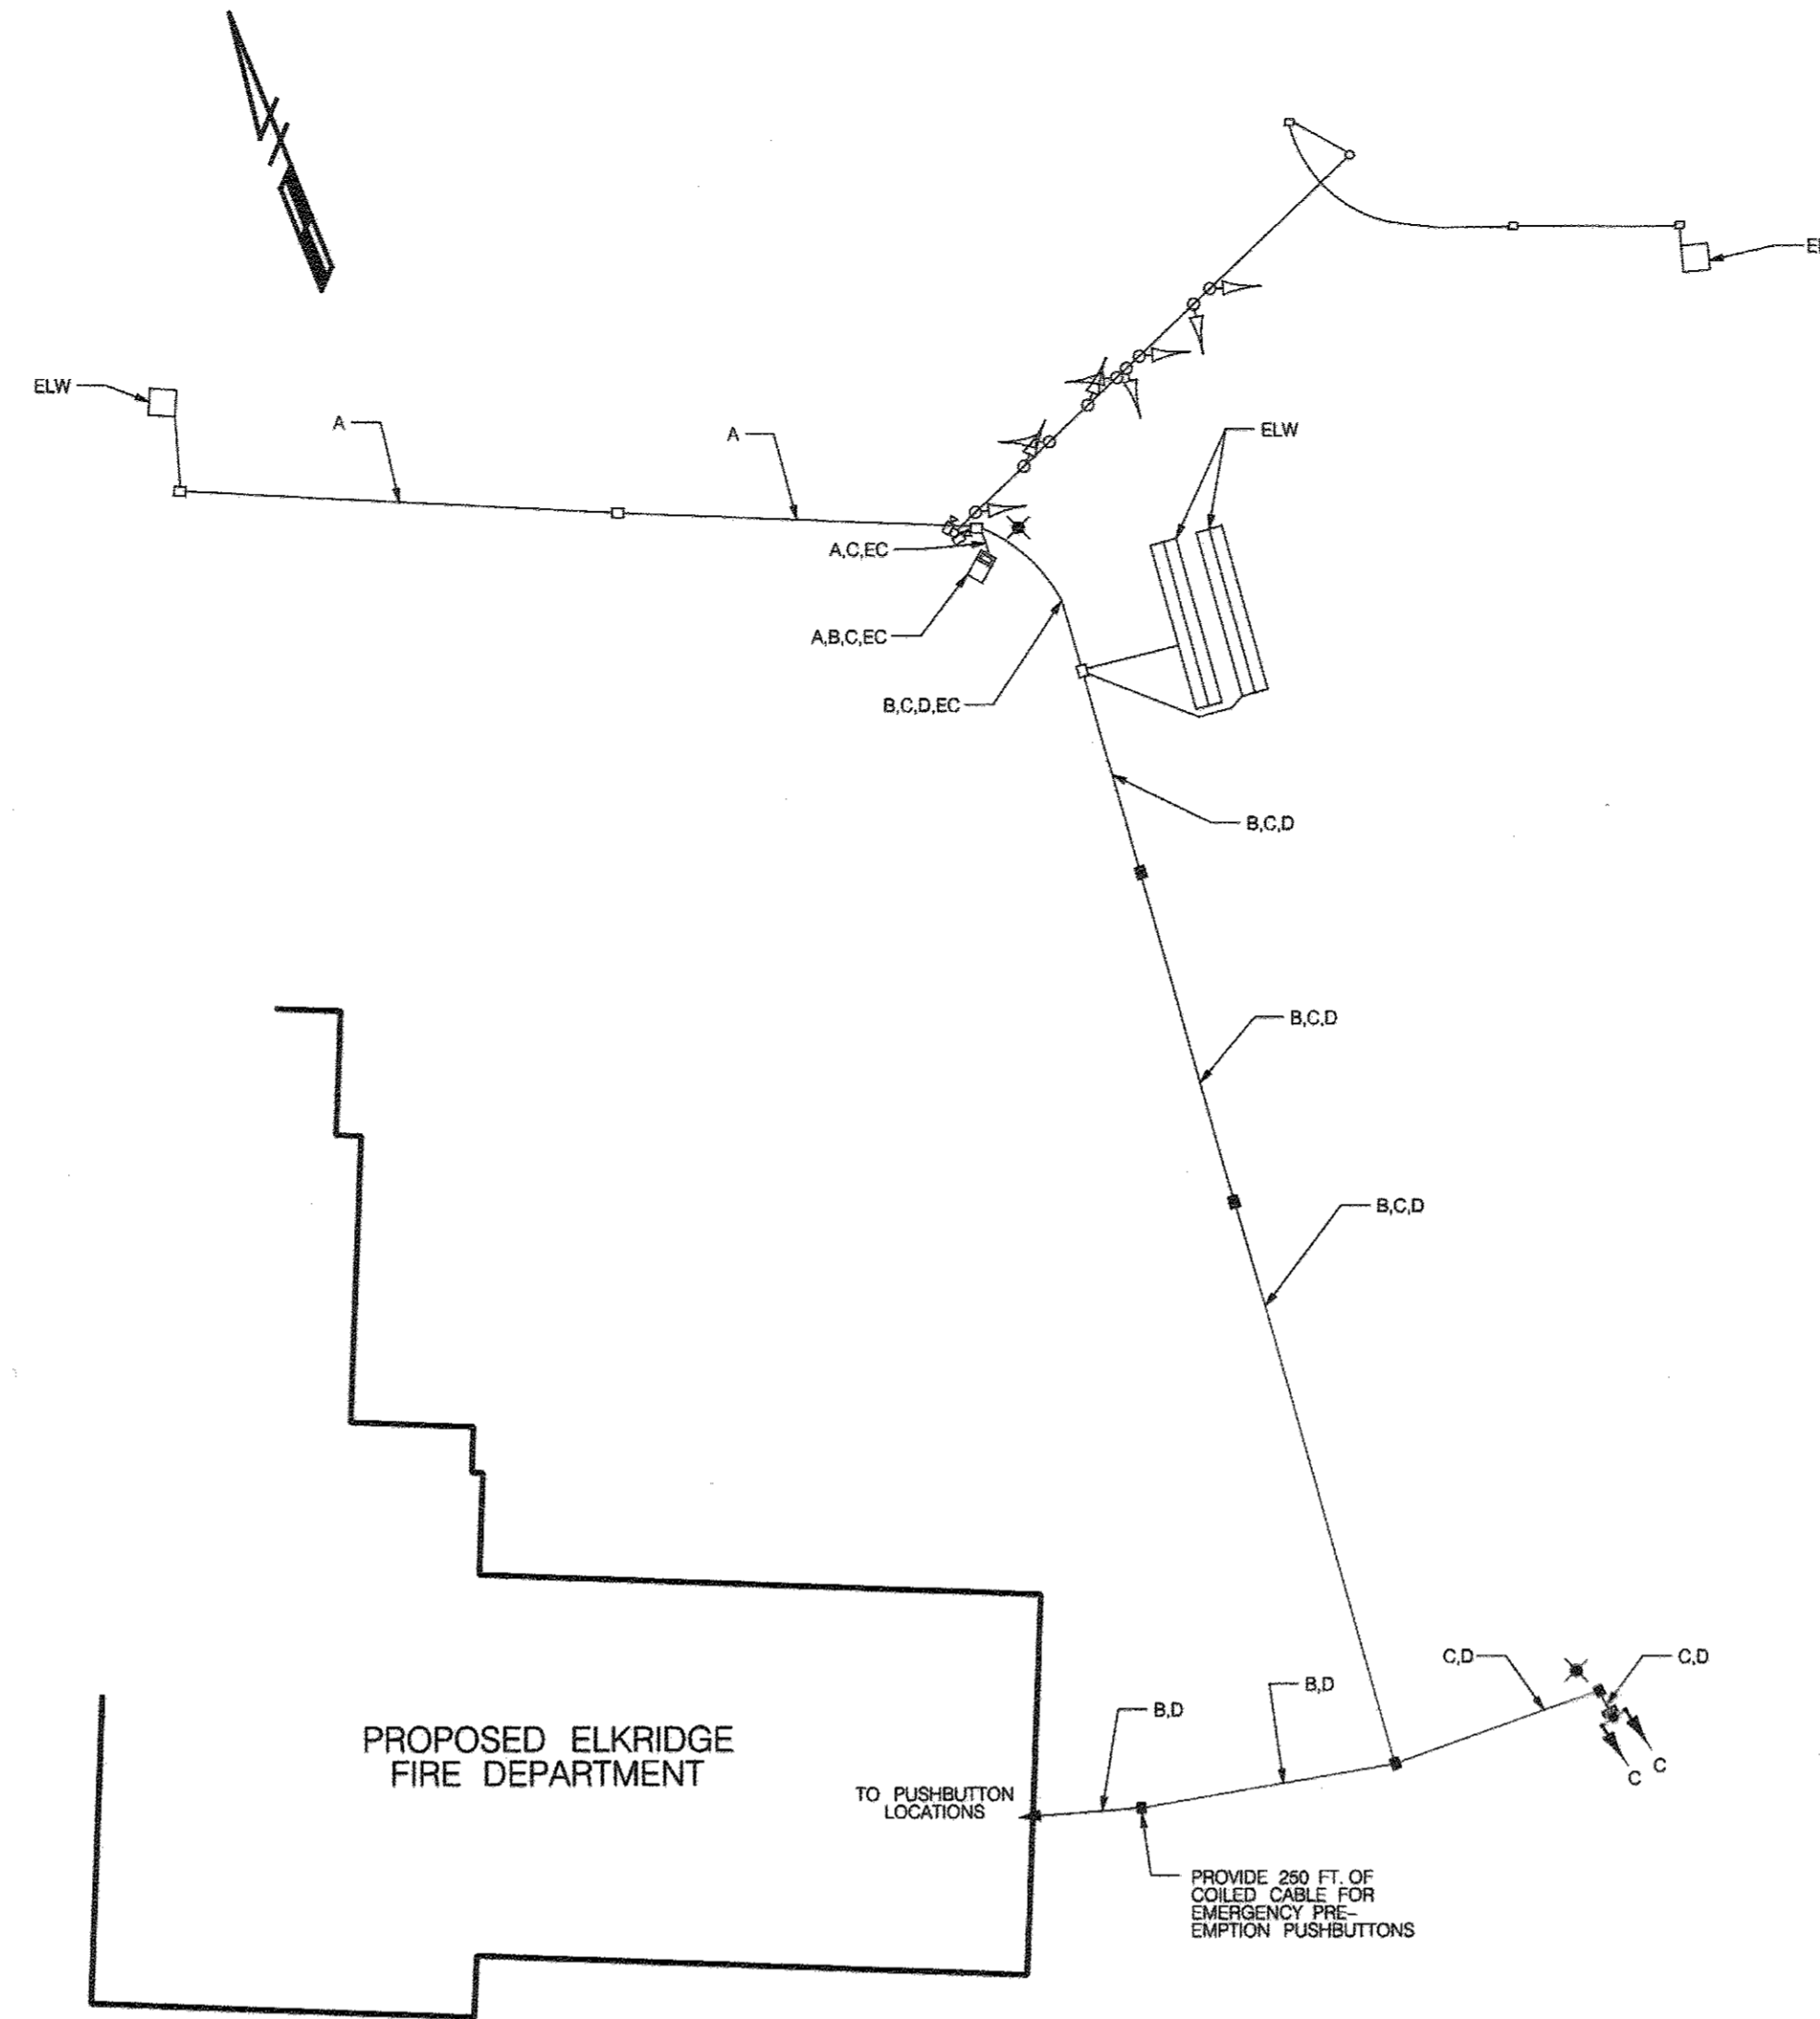 ELW
A
A
ELW
A,C,EC
A,B,C,EC
B,C,D,EC
B,C,D
B,C,D
B,C,D
C,D
C,D
B,D
B,D
C
C
PROPOSED ELKRIDGE
FIRE DEPARTMENT
TO PUSHBUTTON
LOCATIONS
PROVIDE 250 FT. OF
COILED CABLE FOR
EMERGENCY PRE-
EMPTION PUSHBUTTONS